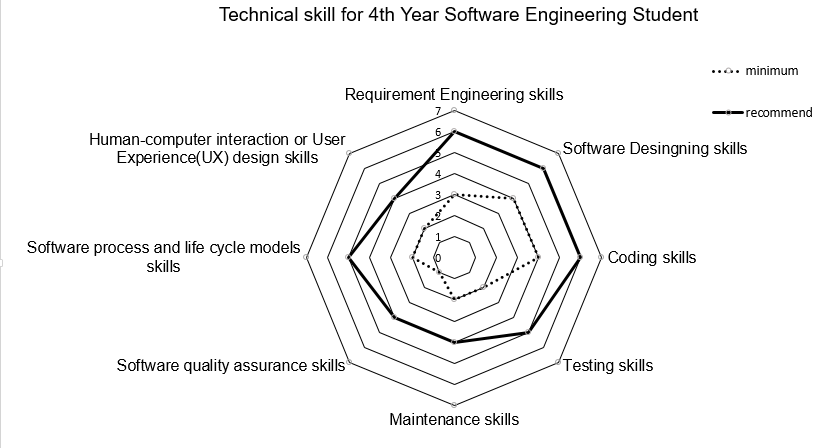 Technical skill for 4th Year Software Engineering Student
minimum
recommend
Requirement Engineering skills
7
6
5
4
3
2
1
0
Human-computer interaction or User
Experience(UX) design skills
Software Desingning skills
Software process and life cycle models
skills
Coding skills
Software quality assurance skills
Testing skills
Maintenance skills